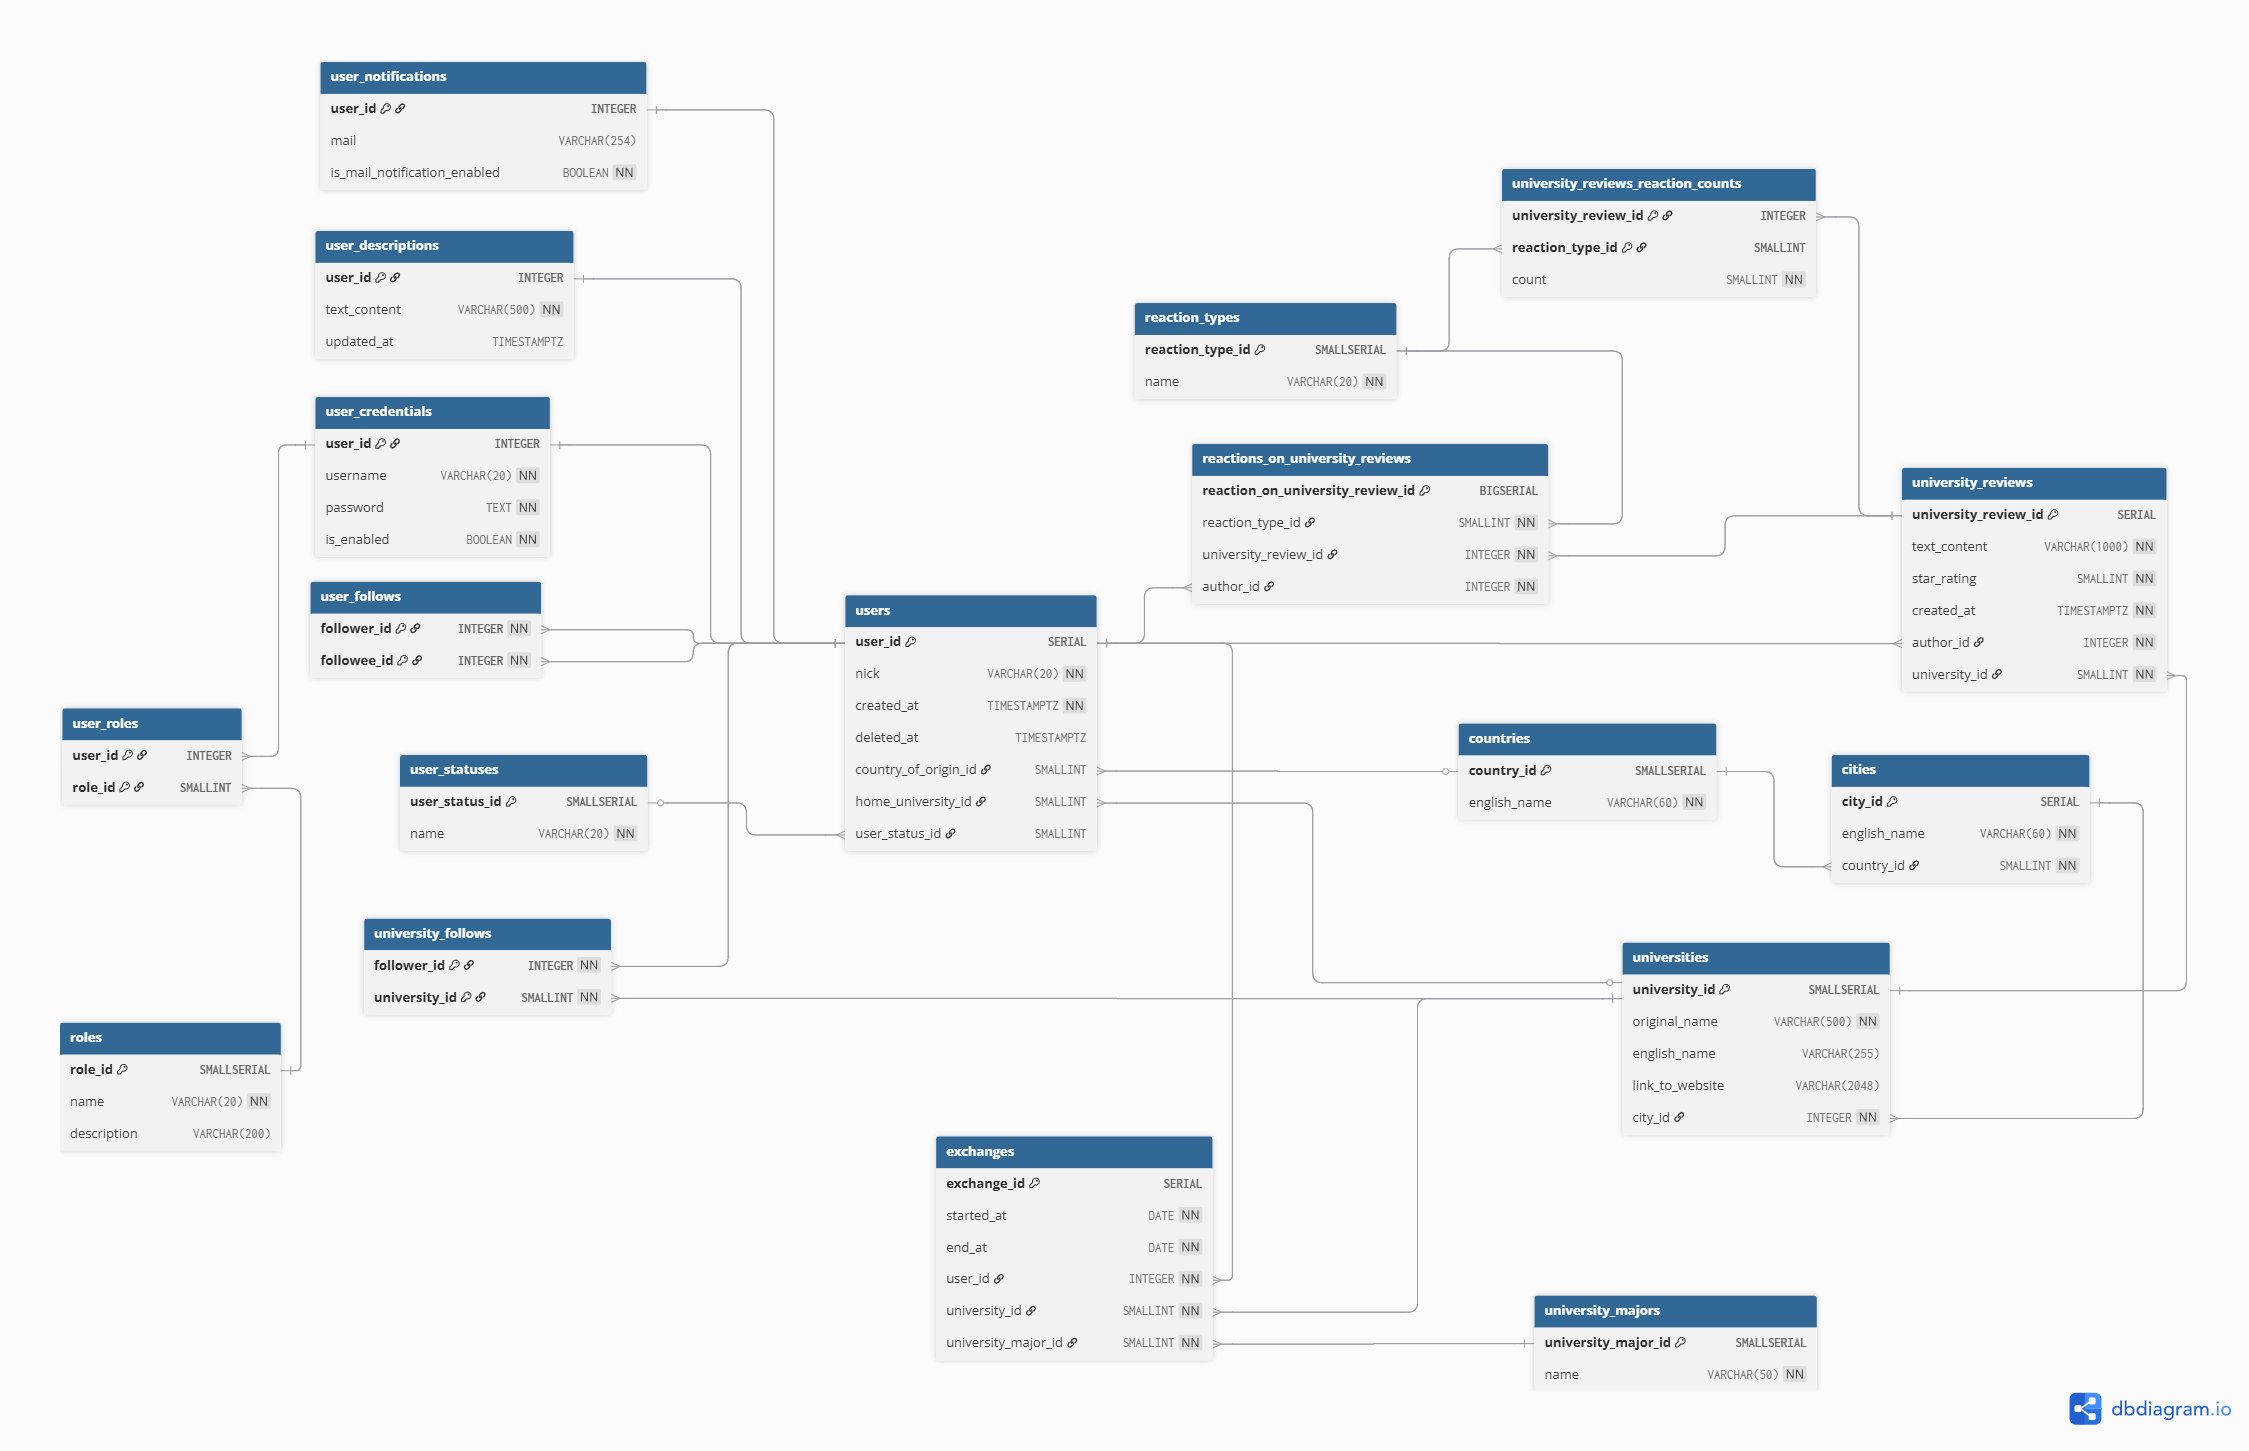 user_notifications
user_id INTEGER
mail VARCHAR(254)
is_mail_notification_enabled BOOLEAN NN
user_descriptions
user_id INTEGER
text_content VARCHAR(500) NN
updated_at TIMESTAMPTZ
user_credentials
user_id INTEGER
username VARCHAR(20) NN
password TEXT NN
is_enabled BOOLEAN NN
user_follows
follower_id INTEGER NN
followee_id INTEGER NN
user_roles
user_id INTEGER
role_id SMALLINT
user_statuses
user_status_id SMALLSERIAL
name VARCHAR(20) NN
university_follows
follower_id INTEGER NN
university_id SMALLINT NN
roles
role_id SMALLSERIAL
name VARCHAR(20) NN
description VARCHAR(200)
users
user_id SERIAL
nick VARCHAR(20) NN
created_at TIMESTAMPTZ NN
deleted_at TIMESTAMPTZ
country_of_origin_id SMALLINT
home_university_id SMALLINT
user_status_id SMALLINT
university_reviews_reaction_counts
university_review_id INTEGER
reaction_type_id SMALLINT
count SMALLINT NN
reaction_types
reaction_type_id SMALLSERIAL
name VARCHAR(20) NN
reactions_on_university_reviews
reaction_on_university_review_id BIGSERIAL
reaction_type_id SMALLINT NN
university_review_id INTEGER NN
author_id INTEGER NN
university_reviews
university_review_id SERIAL
text_content VARCHAR(1000) NN
star_rating SMALLINT NN
created_at TIMESTAMPTZ NN
author_id INTEGER NN
university_id SMALLINT NN
countries
country_id SMALLSERIAL
english_name VARCHAR(60) NN
cities
city_id SERIAL
english_name VARCHAR(60) NN
country_id SMALLINT NN
universities
university_id SMALLSERIAL
original_name VARCHAR(500) NN
english_name VARCHAR(255)
link_to_website VARCHAR(2048)
city_id INTEGER NN
exchanges
exchange_id SERIAL
started_at DATE NN
end_at DATE NN
user_id INTEGER NN
university_id SMALLINT NN
university_major_id SMALLINT NN
university_majors
university_major_id SMALLSERIAL
name VARCHAR(50) NN
dbdiagram.io